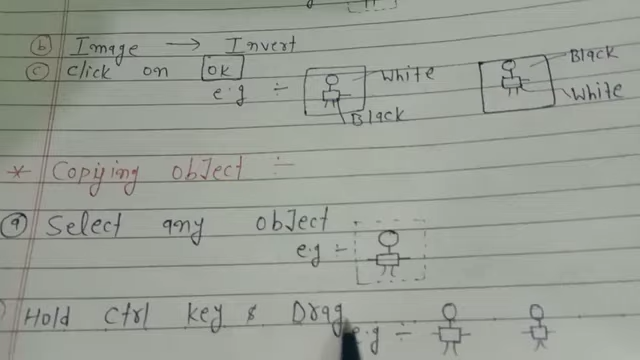 (b) Image → Invert
(c) Click on OK
e.g ÷ White Black Black White
* Copying object ÷
(a) Select any object.
e.g ÷
Hold Ctrl key & Drag
e.g ÷